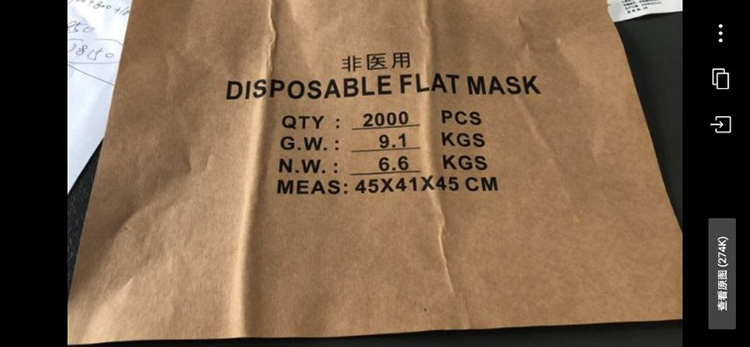 非医用
DISPOSABLE FLAT MASK
QTY : 2000 PCS
G.W. : 9.1 KGS
N.W. : 6.6 KGS
MEAS: 45X41X45 CM
查看原图 (274K)